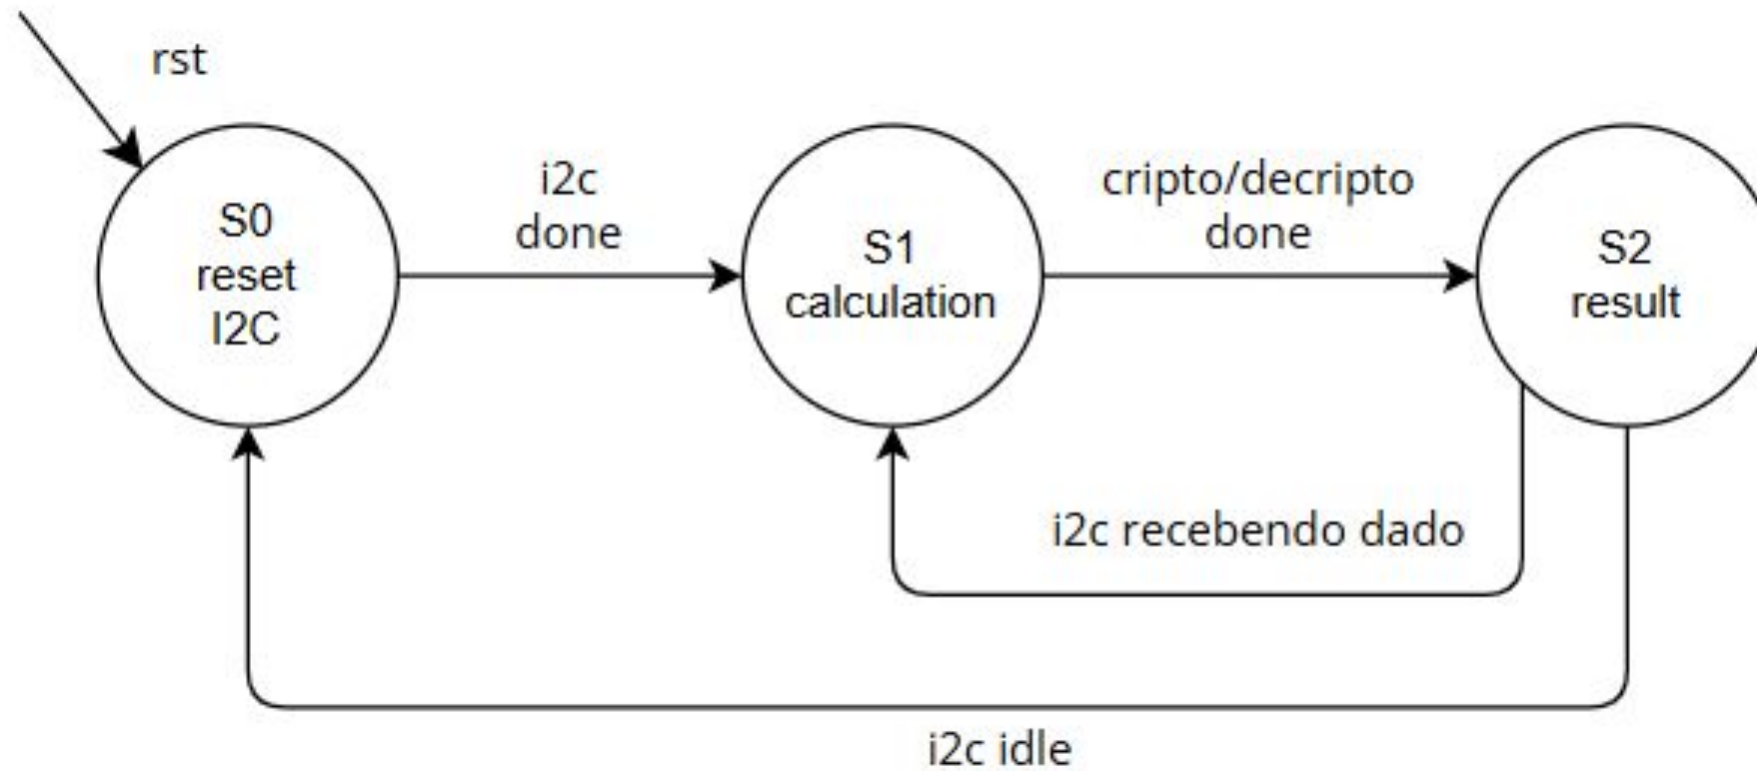 rst
S0
reset
I2C
i2c
done
S1
calculation
cripto/decripto
done
S2
result
i2c recebendo dado
i2c idle